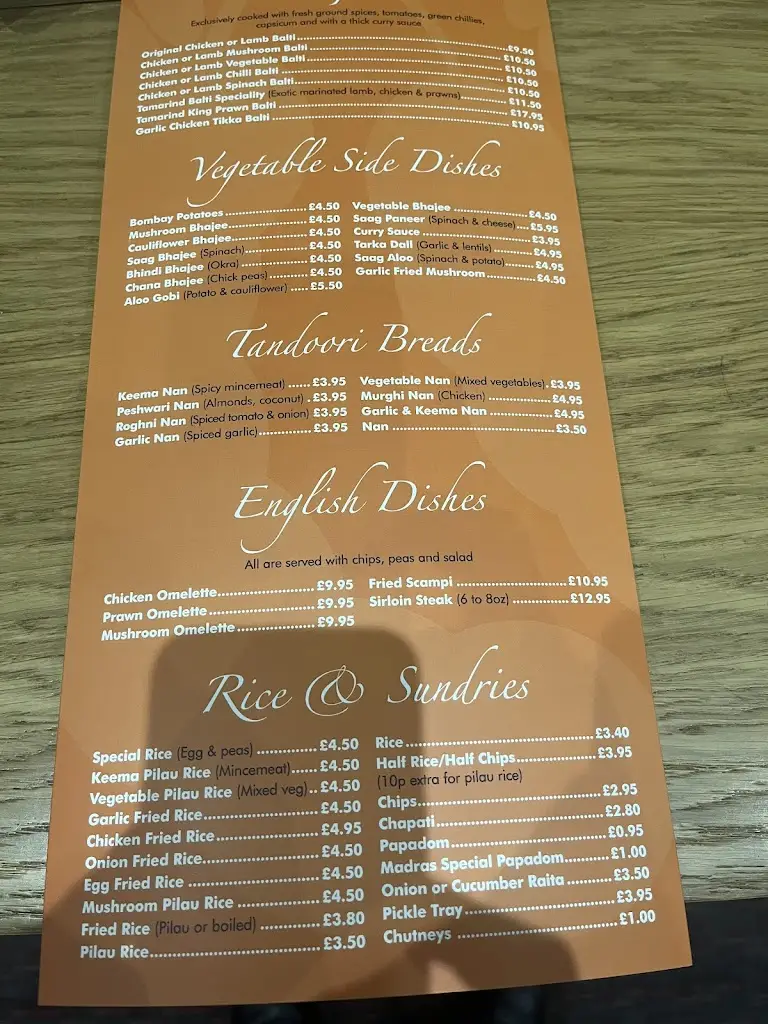 Exclusively cooked with fresh ground spices, tomatoes, green chillies,
capsicum and with a thick curry sauce
Original Chicken or Lamb Balti £9.50
Chicken or Lamb Mushroom Balti £10.50
Chicken or Lamb Vegetable Balti £10.50
Chicken or Lamb Chilli Balti £10.50
Chicken or Lamb Spinach Balti £10.50
Tamarind Balti Speciality (Exotic marinated lamb, chicken & prawns) £11.50
Tamarind King Prawn Balti £17.95
Garlic Chicken Tikka Balti £10.95
Vegetable Side Dishes
Bombay Potatoes £4.50
Mushroom Bhajee £4.50
Cauliflower Bhajee £4.50
Saag Bhajee (Spinach) £4.50
Bhindi Bhajee (Okra) £4.50
Chana Bhajee (Chick peas) £4.50
Aloo Gobi (Potato & cauliflower) £5.50
Vegetable Bhajee £4.50
Saag Paneer (Spinach & cheese) £5.95
Curry Sauce £3.95
Tarka Dall (Garlic & lentils) £4.95
Saag Aloo (Spinach & potato) £4.95
Garlic Fried Mushroom £4.50
Tandoori Breads
Keema Nan (Spicy mincemeat) £3.95
Peshwari Nan (Almonds, coconut) £3.95
Roghni Nan (Spiced tomato & onion) £3.95
Garlic Nan (Spiced garlic) £3.95
Vegetable Nan (Mixed vegetables) £3.95
Murghi Nan (Chicken) £4.95
Garlic & Keema Nan £4.95
Nan £3.50
English Dishes
All are served with chips, peas and salad
Chicken Omelette £9.95
Prawn Omelette £9.95
Mushroom Omelette £9.95
Fried Scampi £10.95
Sirloin Steak (6 to 8oz) £12.95
Rice & Sundries
Special Rice (Egg & peas) £4.50
Keema Pilau Rice (Mincemeat) £4.50
Vegetable Pilau Rice (Mixed veg) £4.50
Garlic Fried Rice £4.50
Chicken Fried Rice £4.95
Onion Fried Rice £4.50
Egg Fried Rice £4.50
Mushroom Pilau Rice £4.50
Fried Rice (Pilau or boiled) £3.80
Pilau Rice £3.50
Rice £3.40
Half Rice/Half Chips £3.95
(10p extra for pilau rice)
Chips £2.95
Chapati £2.80
Papadom £0.95
Madras Special Papadom £1.00
Onion or Cucumber Raita £3.50
Pickle Tray £3.95
Chutneys £1.00